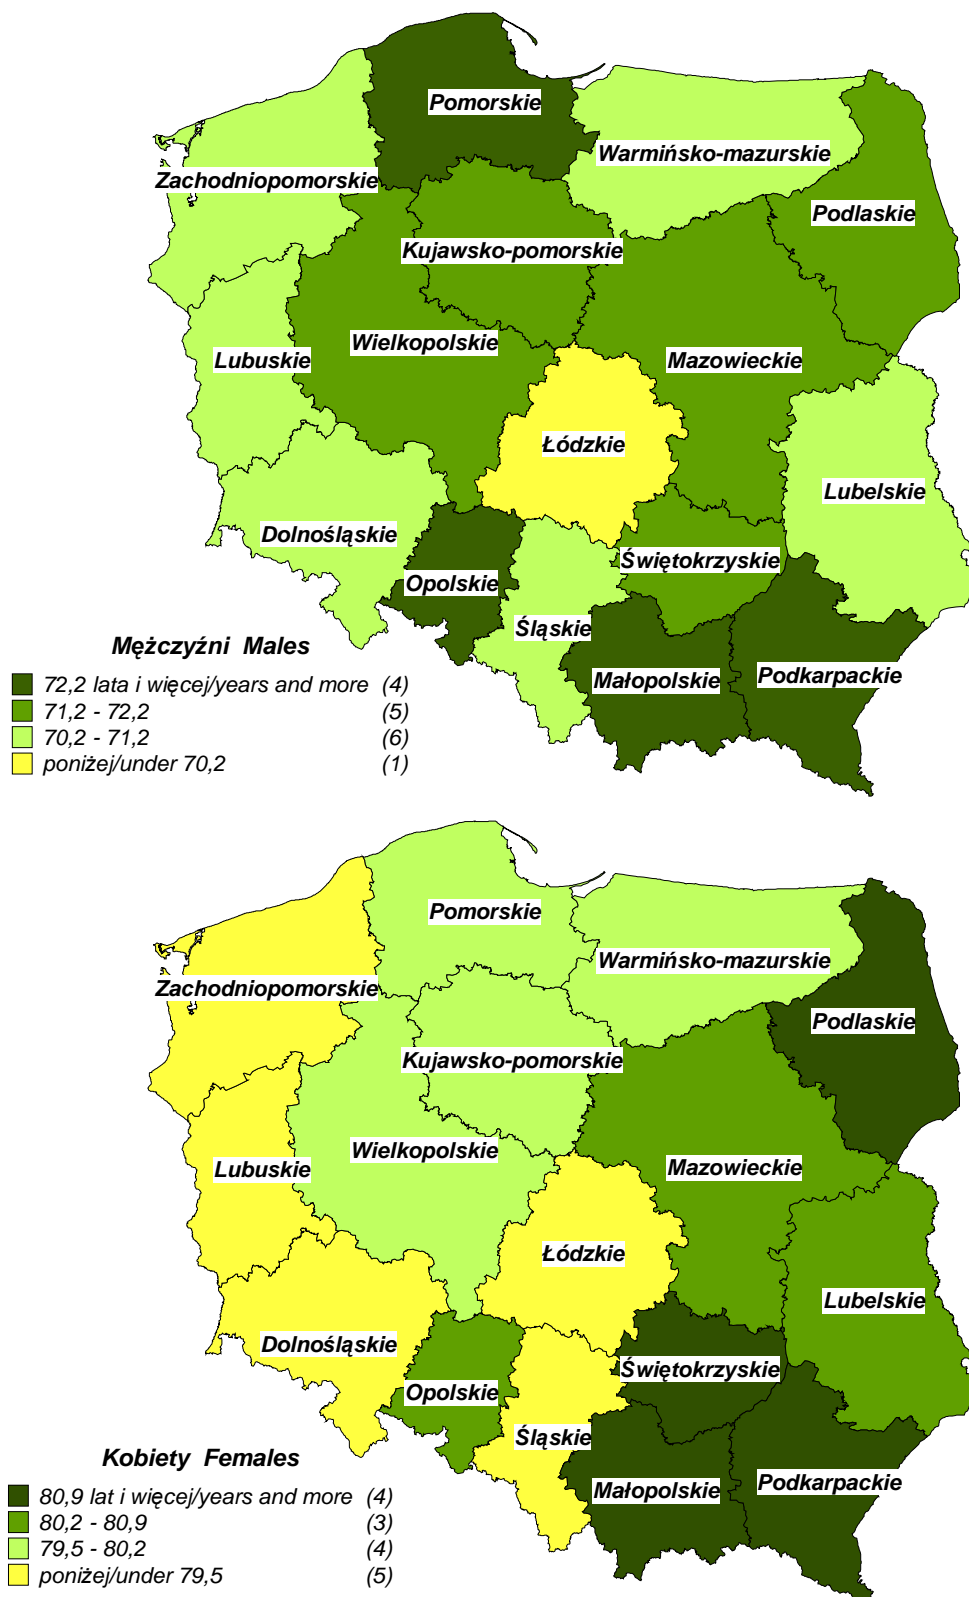 Pomorskie
Warmińsko-mazurskie
Zachodniopomorskie
Podlaskie
Kujawsko-pomorskie
Wielkopolskie
Lubuskie
Mazowieckie
Łódzkie
Lubelskie
Dolnośląskie
Świętokrzyskie
Opolskie
Śląskie
Małopolskie
Podkarpackie
Mężczyźni Males
72,2 lata i więcej/years and more (4)
71,2 - 72,2 (5)
70,2 - 71,2 (6)
poniżej/under 70,2 (1)
Pomorskie
Warmińsko-mazurskie
Zachodniopomorskie
Podlaskie
Kujawsko-pomorskie
Wielkopolskie
Lubuskie
Mazowieckie
Łódzkie
Lubelskie
Dolnośląskie
Świętokrzyskie
Opolskie
Śląskie
Małopolskie
Podkarpackie
Kobiety Females
80,9 lat i więcej/years and more (4)
80,2 - 80,9 (3)
79,5 - 80,2 (4)
poniżej/under 79,5 (5)